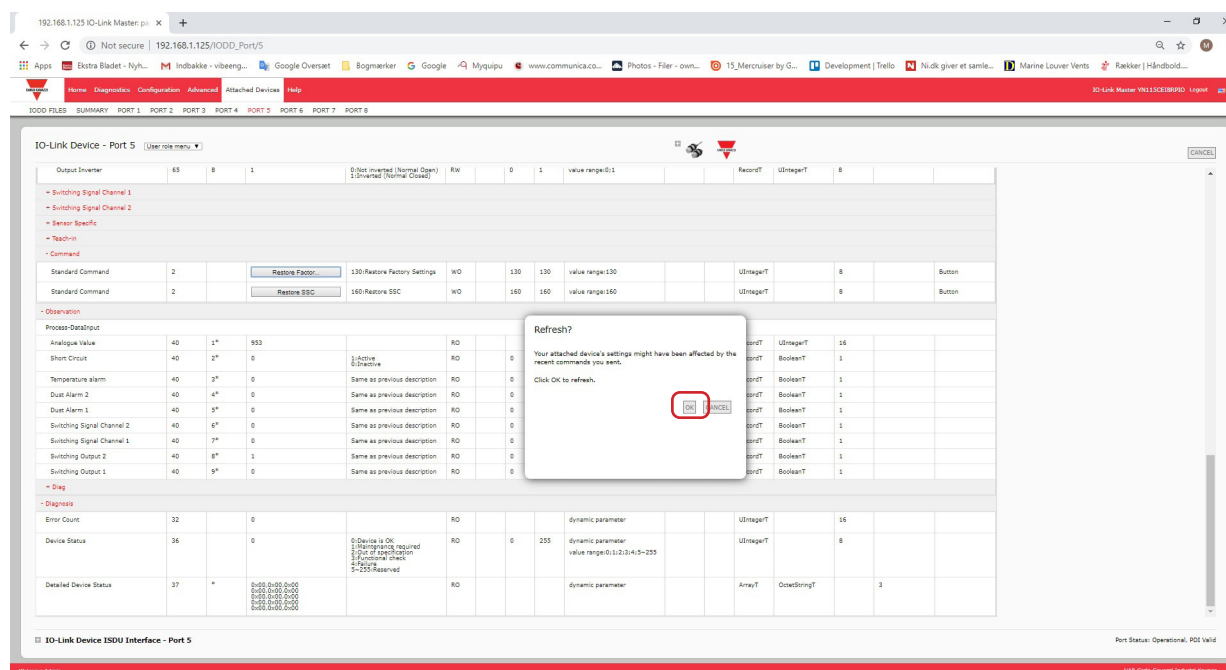 192.168.1.125 IO-Link Master: pa
Not secure | 192.168.1.125/IODD_Port/5
Apps Ekstra Bladet - Nyh... Indbakke - vibeeng... Google Oversæt Bogmærker Google Myquipu www.communica.co... Photos - Filer - own... 15_Mercruiser by G... Development | Trello Ni.dk giver et samle... Marine Louver Vents Rækker | Håndbold....
Home Diagnostics Configuration Advanced Attached Devices Help
IO-Link Master YN115CEI8RPIO Logout
IODD FILES SUMMARY PORT 1 PORT 2 PORT 3 PORT 4 PORT 5 PORT 6 PORT 7 PORT 8
IO-Link Device - Port 5 User role menu ▼
CANCEL
Output Inverter 65 8 1 0:Not inverted (Normal Open) RW 0 1 value range:0;1 RecordT UIntegerT 8
1:Inverted (Normal Closed)
+ Switching Signal Channel 1
+ Switching Signal Channel 2
+ Sensor Specific
+ Teach-in
- Command
Standard Command 2 Restore Factor... 130:Restore Factory Settings WO 130 130 value range:130 UIntegerT 8 Button
Standard Command 2 Restore SSC 160:Restore SSC WO 160 160 value range:160 UIntegerT 8 Button
- Observation
Process-DataInput
Analogue Value 40 1* 953 RO cordT UIntegerT 16
Short Circuit 40 2* 0 1:Active RO 0 cordT BooleanT 1
0:Inactive
Temperature alarm 40 3* 0 Same as previous description RO 0 cordT BooleanT 1
Dust Alarm 2 40 4* 0 Same as previous description RO 0 cordT BooleanT 1
Dust Alarm 1 40 5* 0 Same as previous description RO 0 cordT BooleanT 1
Switching Signal Channel 2 40 6* 0 Same as previous description RO 0 cordT BooleanT 1
Switching Signal Channel 1 40 7* 0 Same as previous description RO 0 cordT BooleanT 1
Switching Output 2 40 8* 1 Same as previous description RO 0 cordT BooleanT 1
Switching Output 1 40 9* 0 Same as previous description RO 0 cordT BooleanT 1
Refresh?
Your attached device's settings might have been affected by the
recent commands you sent.
Click OK to refresh.
OK CANCEL
+ Diag
- Diagnosis
Error Count 32 0 RO dynamic parameter UIntegerT 16
Device Status 36 0 0:Device is OK RO 0 255 dynamic parameter UIntegerT 8
1:Maintenance required
2:Out of specification value range:0;1;2;3;4;5~255
3:Functional check
4:Failure
5~255:Reserved
Detailed Device Status 37 * 0x00,0x00,0x00 RO dynamic parameter ArrayT OctetStringT 3
0x00,0x00,0x00
0x00,0x00,0x00
0x00,0x00,0x00
0x00,0x00,0x00
IO-Link Device ISDU Interface - Port 5
Port Status: Operational, PDI Valid